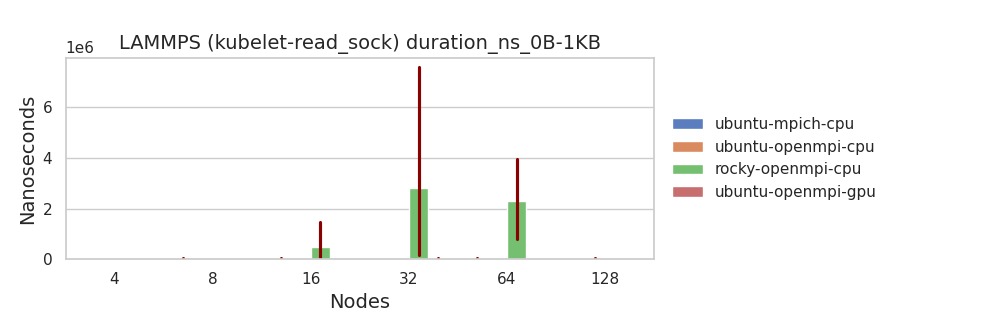 LAMMPS (kubelet-read_sock) duration_ns_0B-1KB
1e6
Nanoseconds
6
4
2
0
4 8 16 32 64 128
Nodes
ubuntu-mpich-cpu
ubuntu-openmpi-cpu
rocky-openmpi-cpu
ubuntu-openmpi-gpu